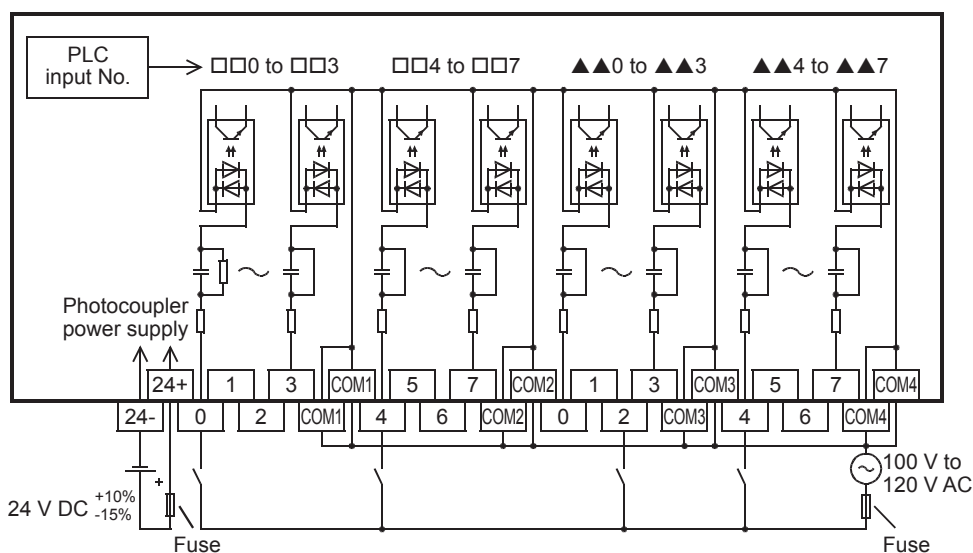 PLC
input No.
□□0 to □□3
□□4 to □□7
▲▲0 to ▲▲3
▲▲4 to ▲▲7
Photocoupler
power supply
24+ 1 3 COM1 5 7 COM2 1 3 COM3 5 7 COM4
24- 0 2 COM1 4 6 COM2 0 2 COM3 4 6 COM4
+
24 V DC +10%
-15%
Fuse
100 V to
120 V AC
Fuse